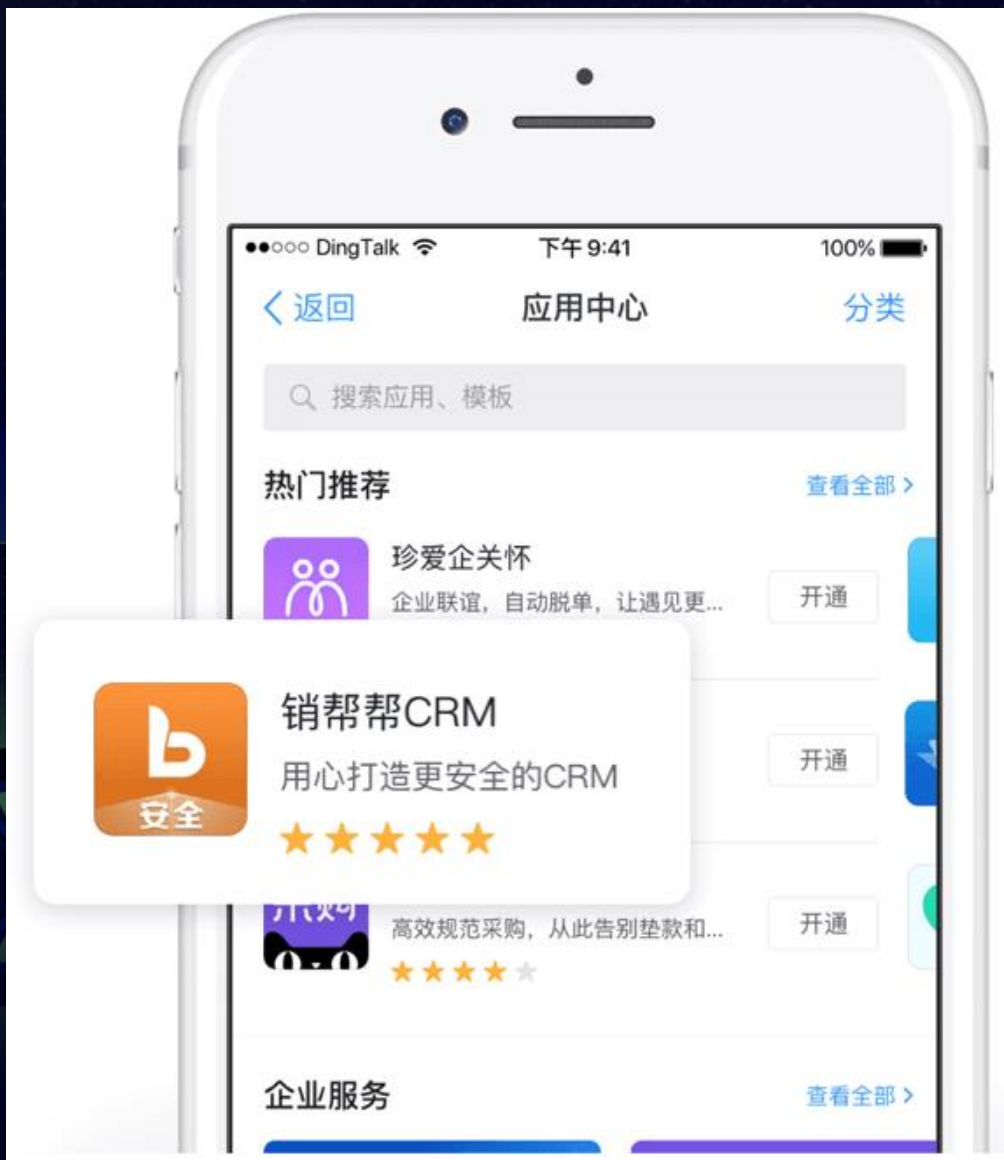 DingTalk 下午 9:41 100%
返回 应用中心 分类
搜索应用、模板
热门推荐 查看全部
珍爱企关怀
企业联谊，自动脱单，让遇见更... 开通
销帮帮CRM
用心打造更安全的CRM
安全
开通
高效规范采购，从此告别垫款和... 开通
企业服务 查看全部